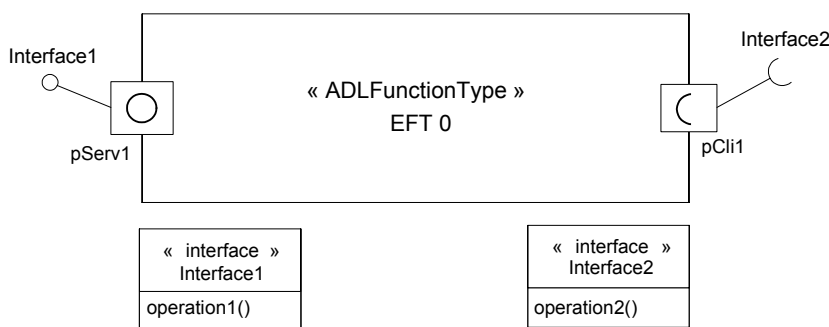 Interface1
Interface2
« ADLFunctionType »
EFT 0
pServ1
pCli1
« interface »
Interface1
operation1()
« interface »
Interface2
operation2()